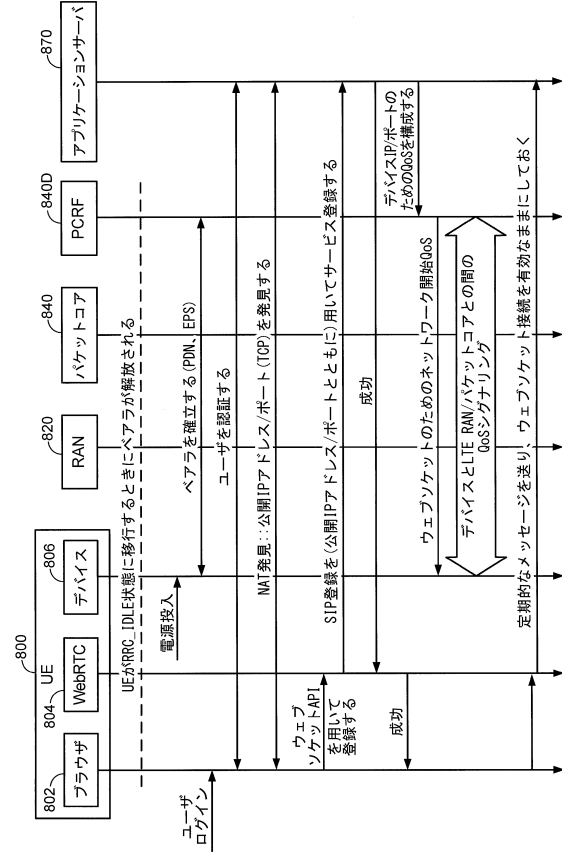 800
UE
802
ブラウザ
804
WebRTC
806
デバイス
820
RAN
840
パケットコア
840D
PCRF
870
アプリケーションサーバ
UEがRRC_IDLE状態に移行するときにベアラが解放される
電源投入
ベアラを確立する(PDN、EPS)
ユーザ
ログイン
ユーザを認証する
NAT発見::公開IPアドレス/ポート(TCP)を発見する
ウェブ
ソケットAPI
を用いて
登録する
SIP登録を(公開IPアドレス/ポートとともに)用いてサービス登録する
成功
成功
デバイスIP/ポートの
ためのQoSを構成する
ウェブソケットのためのネットワーク開始QoS
デバイスとLTE RAN/パケットコアとの間の
QoSシグナリング
定期的なメッセージを送り、ウェブソケット接続を有効なままにしておく